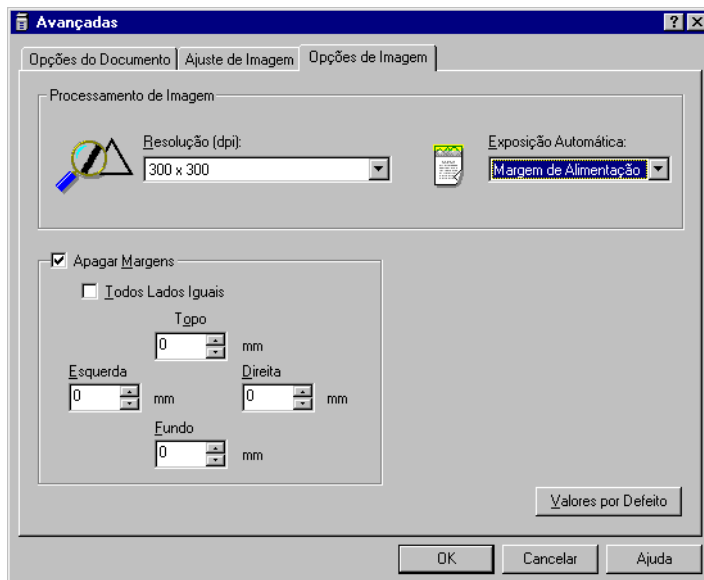 Avançadas
Opções do Documento
Ajuste de Imagem
Opções de Imagem
Processamento de Imagem
Resolução (dpi):
300 x 300
Exposição Automática:
Margem de Alimentação
Apagar Margens
Todos Lados Iguais
Topo
0 mm
Esquerda
0 mm
Direita
0 mm
Fundo
0 mm
Valores por Defeito
OK
Cancelar
Ajuda